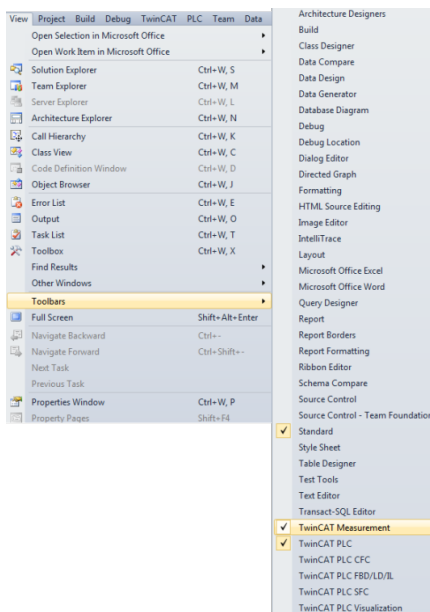 View Project Build Debug TwinCAT PLC Team Data
Open Selection in Microsoft Office
Open Work Item in Microsoft Office
Solution Explorer Ctrl+W, S
Team Explorer Ctrl+W, M
Server Explorer Ctrl+W, L
Architecture Explorer Ctrl+W, N
Call Hierarchy Ctrl+W, K
Class View Ctrl+W, C
Code Definition Window Ctrl+W, D
Object Browser Ctrl+W, J
Error List Ctrl+W, E
Output Ctrl+W, O
Task List Ctrl+W, T
Toolbox Ctrl+W, X
Find Results
Other Windows
Toolbars
Full Screen Shift+Alt+Enter
Navigate Backward Ctrl+-
Navigate Forward Ctrl+Shift+-
Next Task
Previous Task
Properties Window Ctrl+W, P
Property Pages Shift+F4
Architecture Designers
Build
Class Designer
Data Compare
Data Design
Data Generator
Database Diagram
Debug
Debug Location
Dialog Editor
Directed Graph
Formatting
HTML Source Editing
Image Editor
IntelliTrace
Layout
Microsoft Office Excel
Microsoft Office Word
Query Designer
Report
Report Borders
Report Formatting
Ribbon Editor
Schema Compare
Source Control
Source Control - Team Foundation
Standard
Style Sheet
Table Designer
Test Tools
Text Editor
Transact-SQL Editor
TwinCAT Measurement
TwinCAT PLC
TwinCAT PLC CFC
TwinCAT PLC FBD/LD/IL
TwinCAT PLC SFC
TwinCAT PLC Visualization